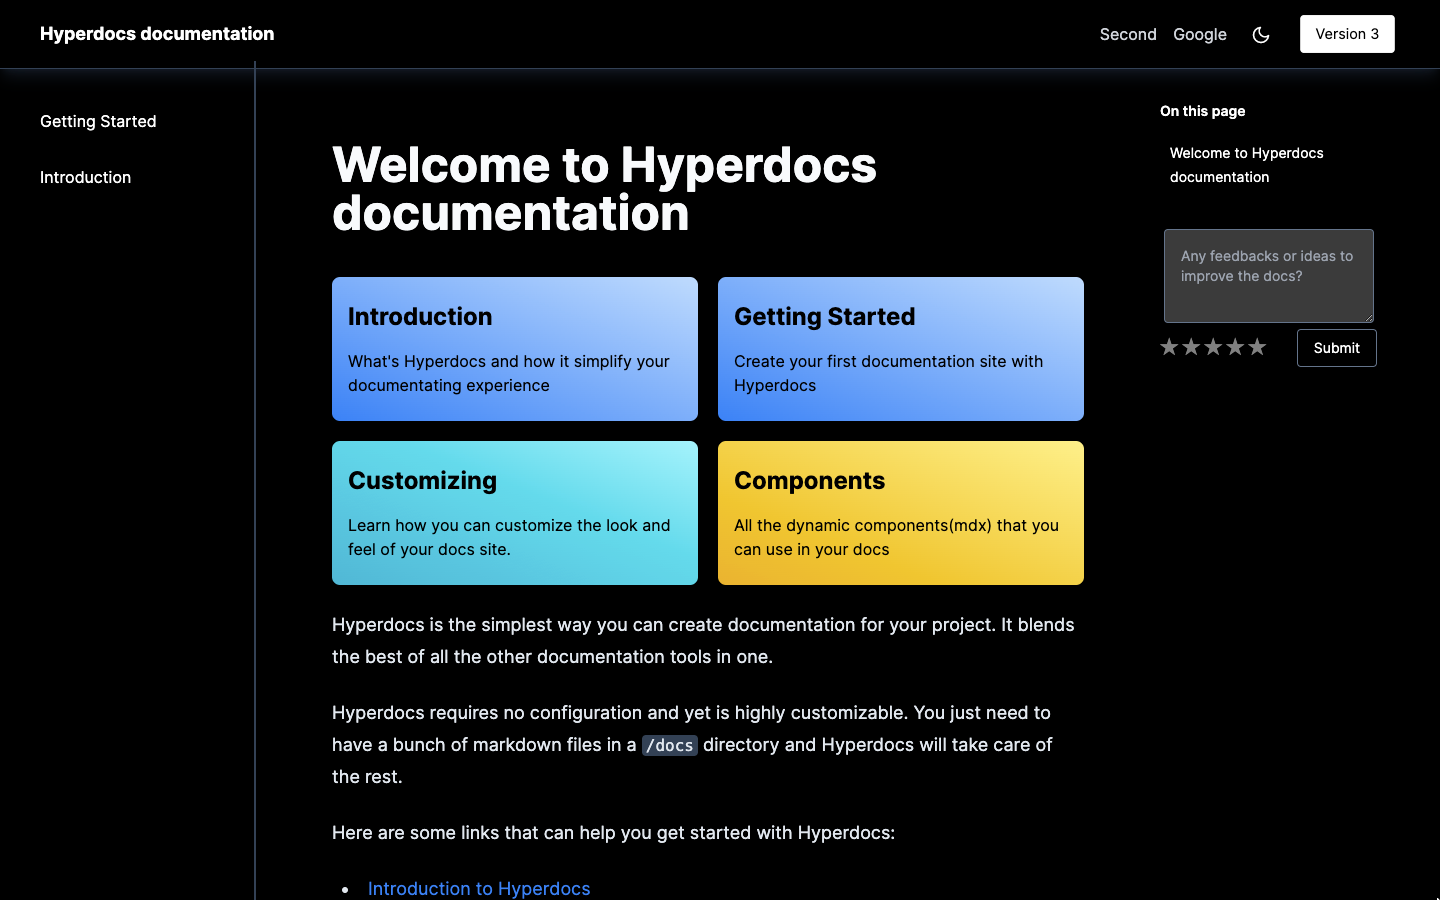 Hyperdocs documentation
Second
Google
Version 3
Getting Started
Introduction
Welcome to Hyperdocs
documentation
Introduction
What's Hyperdocs and how it simplify your
documentating experience
Getting Started
Create your first documentation site with
Hyperdocs
Customizing
Learn how you can customize the look and
feel of your docs site.
Components
All the dynamic components(mdx) that you
can use in your docs
Hyperdocs is the simplest way you can create documentation for your project. It blends
the best of all the other documentation tools in one.
Hyperdocs requires no configuration and yet is highly customizable. You just need to
have a bunch of markdown files in a /docs directory and Hyperdocs will take care of
the rest.
Here are some links that can help you get started with Hyperdocs:
Introduction to Hyperdocs
On this page
Welcome to Hyperdocs
documentation
Any feedbacks or ideas to
improve the docs?
Submit